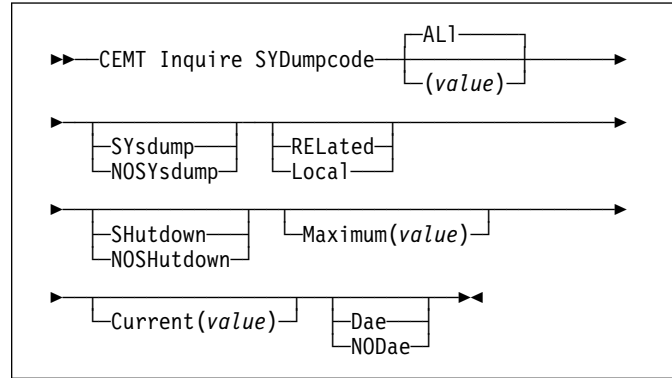 ALl
CEMT Inquire SYDumpcode
(value)
SYsdump RELated
NOSYsdump Local
SHutdown Maximum(value)
NOSHutdown
Current(value) Dae
NODae